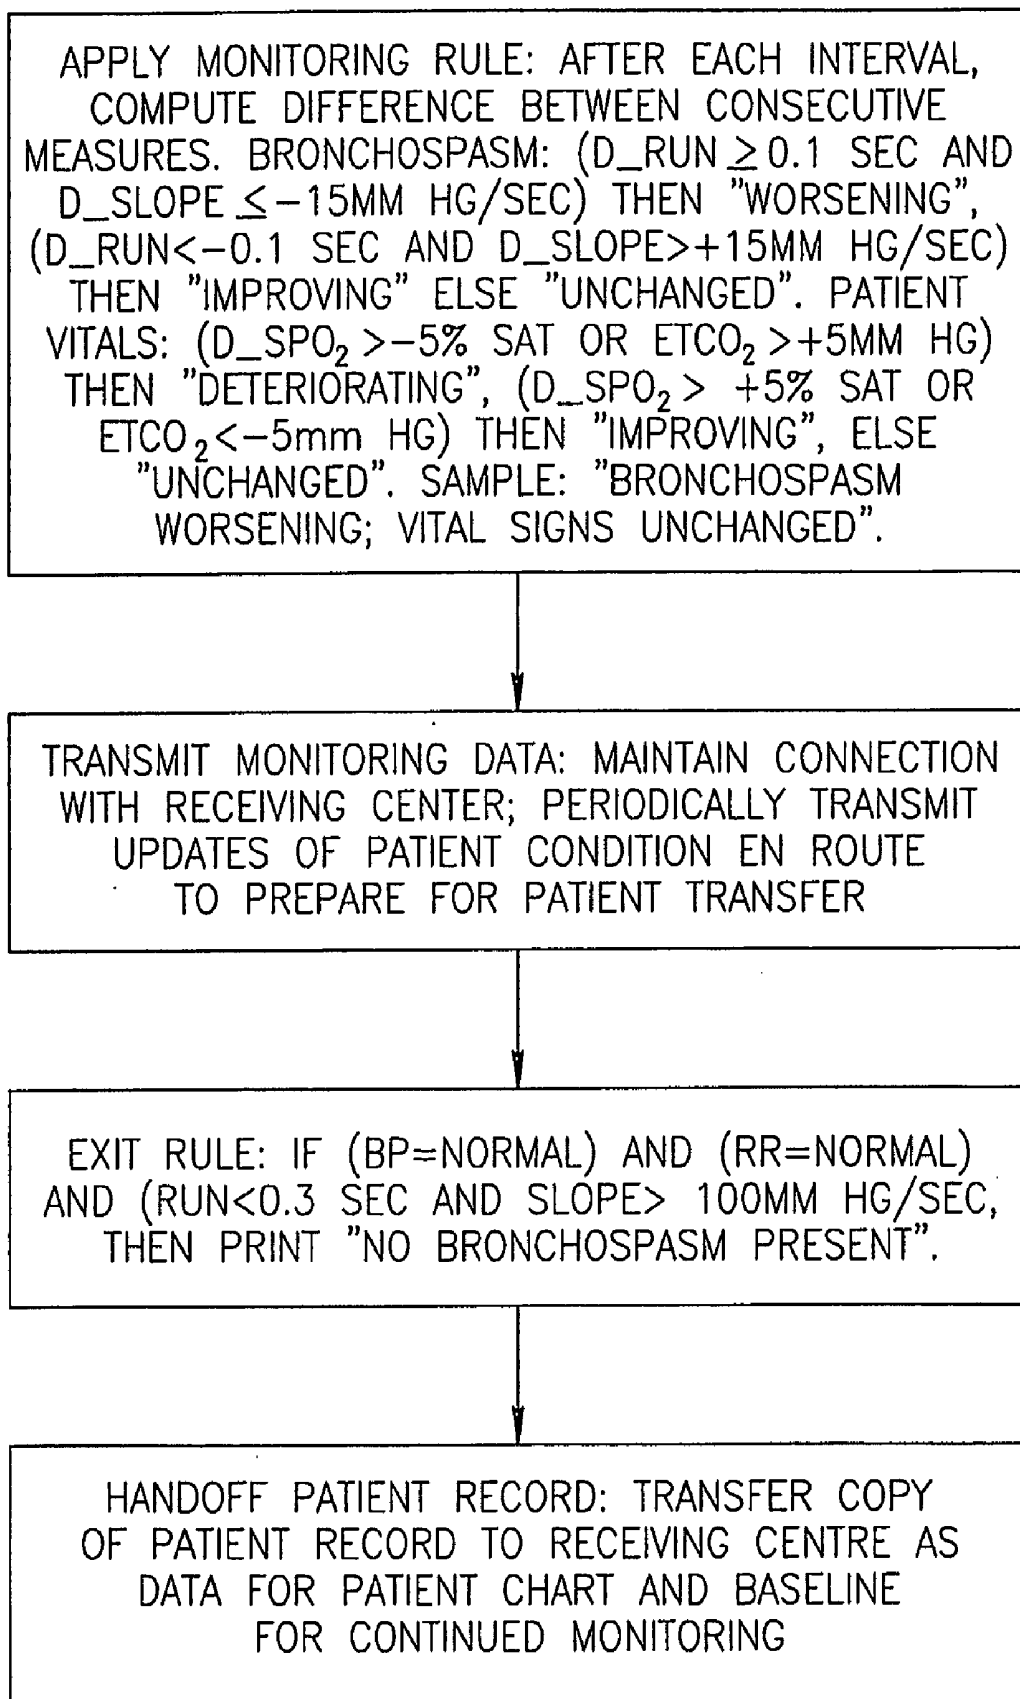 APPLY MONITORING RULE: AFTER EACH INTERVAL,
COMPUTE DIFFERENCE BETWEEN CONSECUTIVE
MEASURES. BRONCHOSPASM: (D_RUN ≥ 0.1 SEC AND
D_SLOPE ≤ -15MM HG/SEC) THEN "WORSENING",
(D_RUN<-0.1 SEC AND D_SLOPE>+15MM HG/SEC)
THEN "IMPROVING" ELSE "UNCHANGED". PATIENT
VITALS: (D_SPO₂ >-5% SAT OR ETCO₂ >+5MM HG)
THEN "DETERIORATING", (D_SPO₂ > +5% SAT OR
ETCO₂<-5mm HG) THEN "IMPROVING", ELSE
"UNCHANGED". SAMPLE: "BRONCHOSPASM
WORSENING; VITAL SIGNS UNCHANGED".
TRANSMIT MONITORING DATA: MAINTAIN CONNECTION
WITH RECEIVING CENTER; PERIODICALLY TRANSMIT
UPDATES OF PATIENT CONDITION EN ROUTE
TO PREPARE FOR PATIENT TRANSFER
EXIT RULE: IF (BP=NORMAL) AND (RR=NORMAL)
AND (RUN<0.3 SEC AND SLOPE> 100MM HG/SEC,
THEN PRINT "NO BRONCHOSPASM PRESENT".
HANDOFF PATIENT RECORD: TRANSFER COPY
OF PATIENT RECORD TO RECEIVING CENTRE AS
DATA FOR PATIENT CHART AND BASELINE
FOR CONTINUED MONITORING